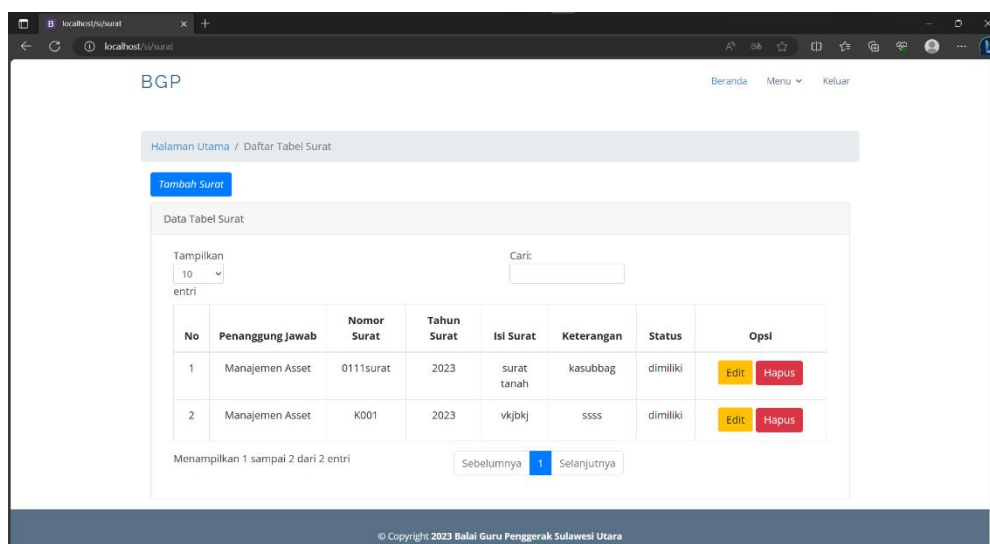 localhost/si/surat
localhost/si/surat
BGP
Beranda Menu Keluar
Halaman Utama / Daftar Tabel Surat
Tambah Surat
Data Tabel Surat
Tampilkan
10
entri
Cari:
No Penanggung Jawab Nomor Surat Tahun Surat Isi Surat Keterangan Status Opsi
1 Manajemen Asset 0111surat 2023 surat tanah kasubbag dimiliki Edit Hapus
2 Manajemen Asset K001 2023 vkjbkj ssss dimiliki Edit Hapus
Menampilkan 1 sampai 2 dari 2 entri
Sebelumnya 1 Selanjutnya
© Copyright 2023 Balai Guru Penggerak Sulawesi Utara